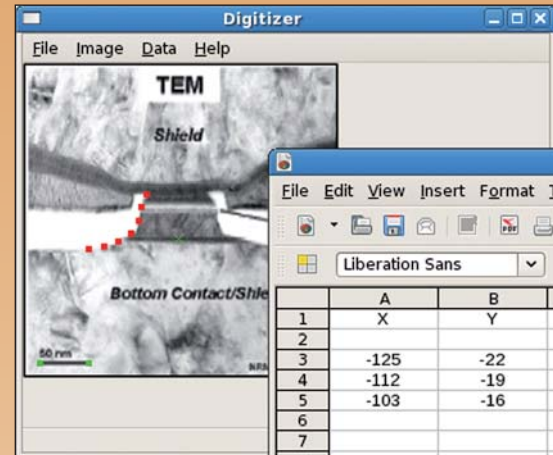 Digitizer
File Image Data Help
TEM
Shield
Bottom Contact/Shie
50 nm
File Edit View Insert Format
Liberation Sans
A B
1 X Y
2
3 -125 -22
4 -112 -19
5 -103 -16
6
7